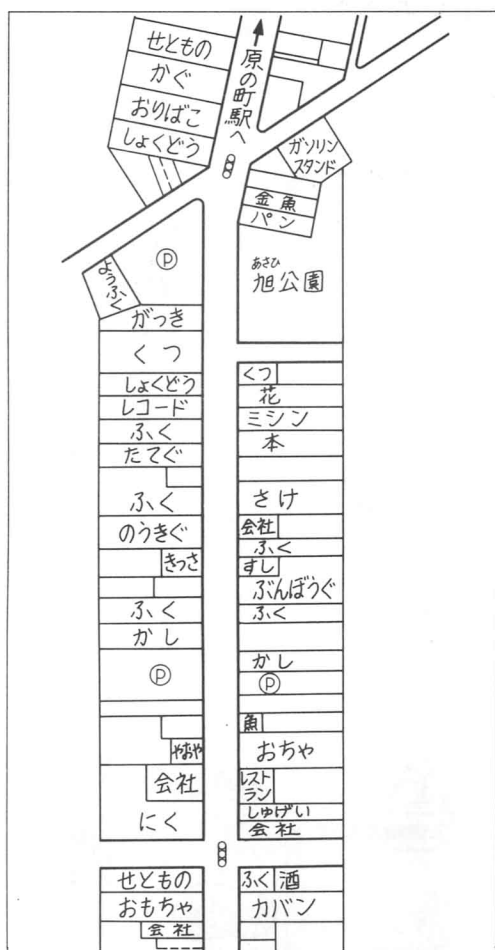 せともの
かぐ
おりばこ
しょくどう
原の町駅へ
ガソリン
スタンド
金魚
パン
あさひ
旭公園
Ⓟ
ようふく
がっき
くつ
しょくどう
レコード
ふく
たてぐ
ふく
のうきぐ
きっさ
ふく
かし
Ⓟ
やおや
会社
にく
くつ
花
ミシン
本
さけ
会社
ふく
すし
ぶんぼうぐ
ふく
かし
Ⓟ
魚
おちゃ
レスト
ラン
しゅげい
会社
せともの
おもちゃ
会社
ふく
酒
カバン